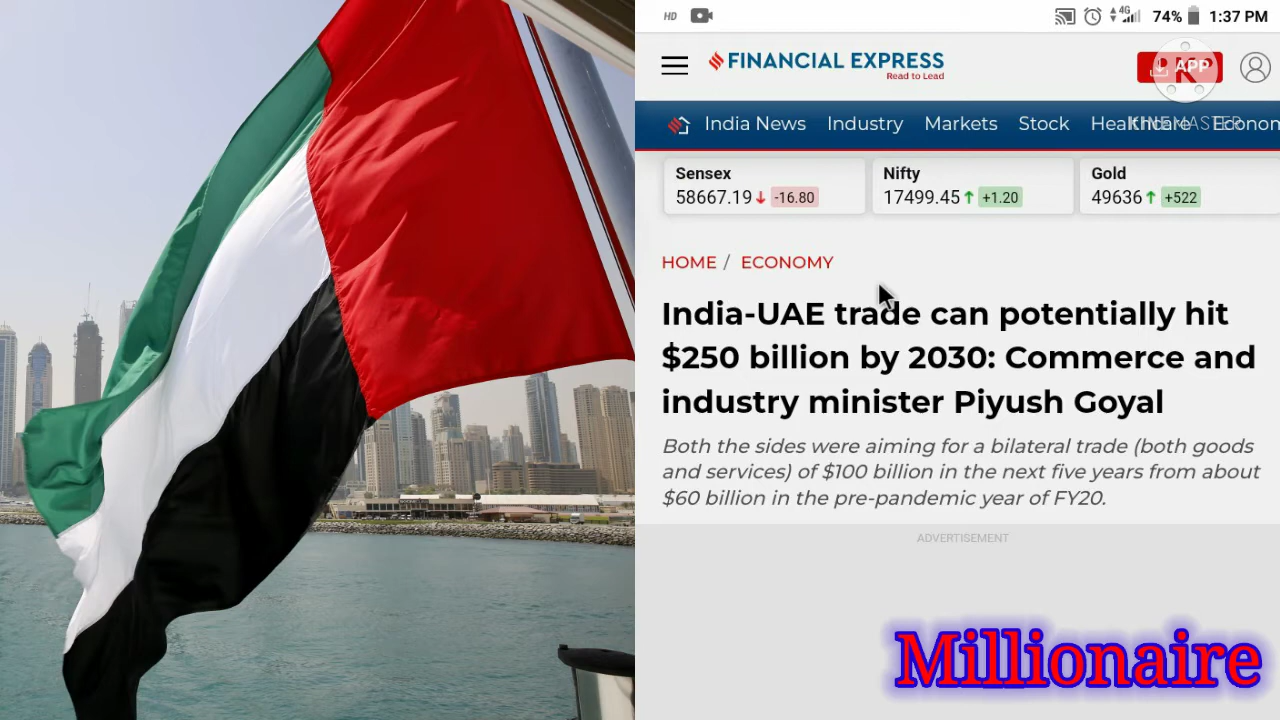 HD
4G
74%
1:37 PM
FINANCIAL EXPRESS
Read to Lead
APP
KINEMASTER
India News Industry Markets Stock Healthcare Econom
Sensex
58667.19 -16.80
Nifty
17499.45 +1.20
Gold
49636 +522
HOME / ECONOMY
India-UAE trade can potentially hit
$250 billion by 2030: Commerce and
industry minister Piyush Goyal
Both the sides were aiming for a bilateral trade (both goods
and services) of $100 billion in the next five years from about
$60 billion in the pre-pandemic year of FY20.
ADVERTISEMENT
Millionaire